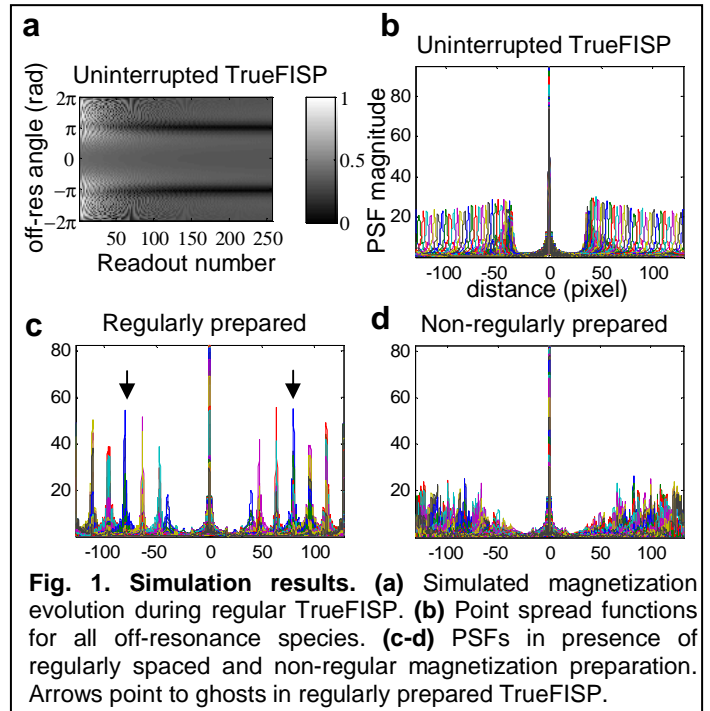 a
Uninterrupted TrueFISP
off-res angle (rad)
2π
π
0
−π
−2π
50 100 150 200 250
Readout number
1
0.5
0
b
Uninterrupted TrueFISP
PSF magnitude
80
60
40
20
-100 -50 0 50 100
distance (pixel)
c
Regularly prepared
80
60
40
20
-100 -50 0 50 100
d
Non-regularly prepared
80
60
40
20
-100 -50 0 50 100
Fig. 1. Simulation results. (a) Simulated magnetization
evolution during regular TrueFISP. (b) Point spread functions
for all off-resonance species. (c-d) PSFs in presence of
regularly spaced and non-regular magnetization preparation.
Arrows point to ghosts in regularly prepared TrueFISP.